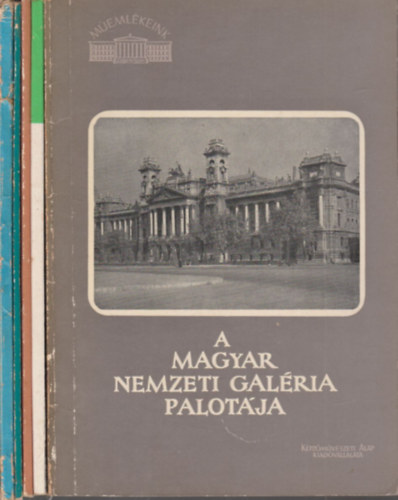 MŰEMLÉKEINK
A
MAGYAR
NEMZETI GALÉRIA
PALOTÁJA
KÉPZŐMŰVÉSZETI ALAP
KIADÓVÁLLALATA